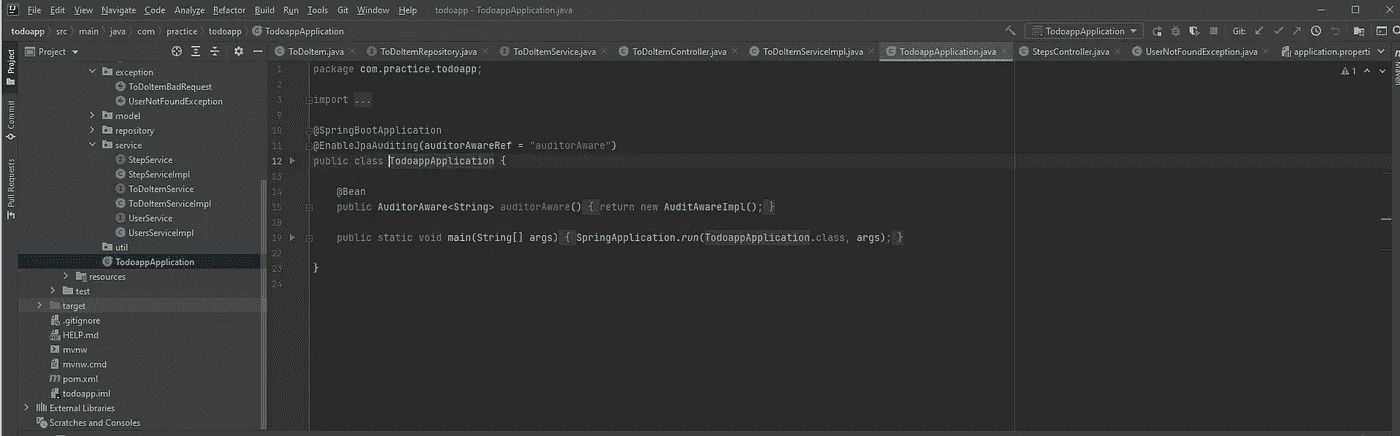 File Edit View Navigate Code Analyze Refactor Build Run Tools Git Window Help todoapp - TodoappApplication.java
todoapp src main java com practice todoapp TodoappApplication TodoappApplication Git:
Project ToDoItem.java ToDoItemRepository.java ToDoItemService.java ToDoItemController.java ToDoItemServiceImpl.java TodoappApplication.java StepsController.java UserNotFoundException.java application.properti
Project
Commit
Pull Requests
Maven
exception
ToDoItemBadRequest
UserNotFoundException
model
repository
service
StepService
StepServiceImpl
ToDoItemService
ToDoItemServiceImpl
UserService
UsersServiceImpl
util
TodoappApplication
resources
test
target
.gitignore
HELP.md
mvnw
mvnw.cmd
pom.xml
todoapp.iml
External Libraries
Scratches and Consoles
1 package com.practice.todoapp;
2
3 import ...
9
10 @SpringBootApplication
11 @EnableJpaAuditing(auditorAwareRef = "auditorAware")
12 public class TodoappApplication {
13
14 @Bean
15 public AuditorAware<String> auditorAware() { return new AuditAwareImpl(); }
18
19 public static void main(String[] args) { SpringApplication.run(TodoappApplication.class, args); }
22
23 }
24
1